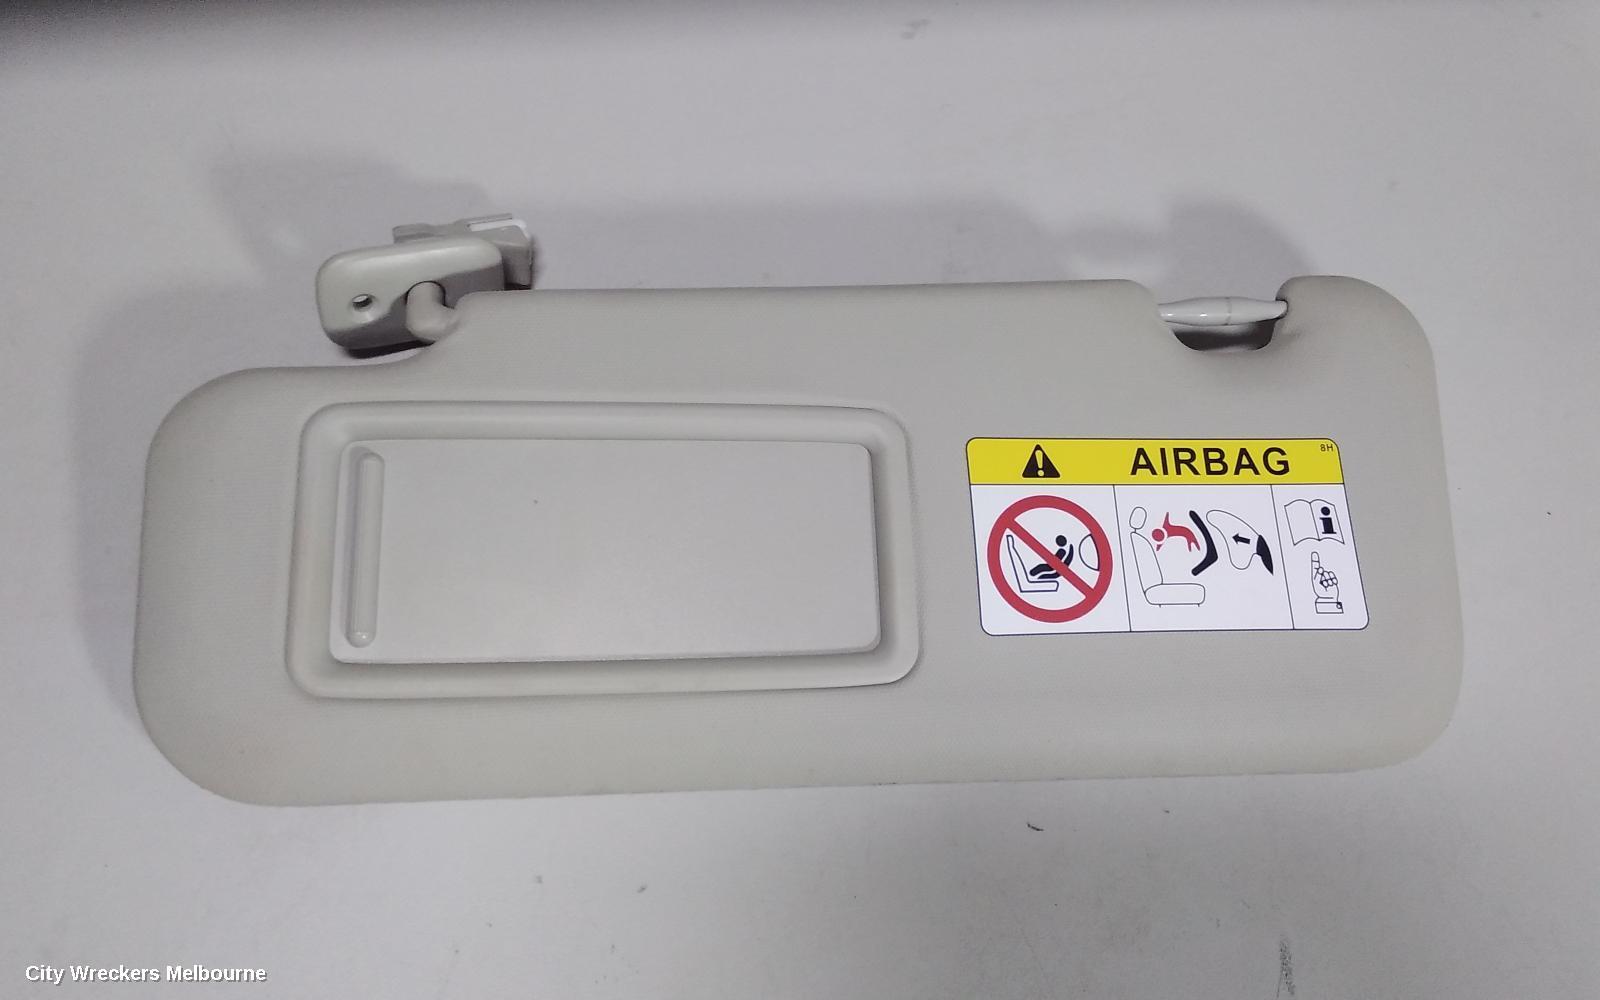 AIRBAG
8H
i
City Wreckers Melbourne